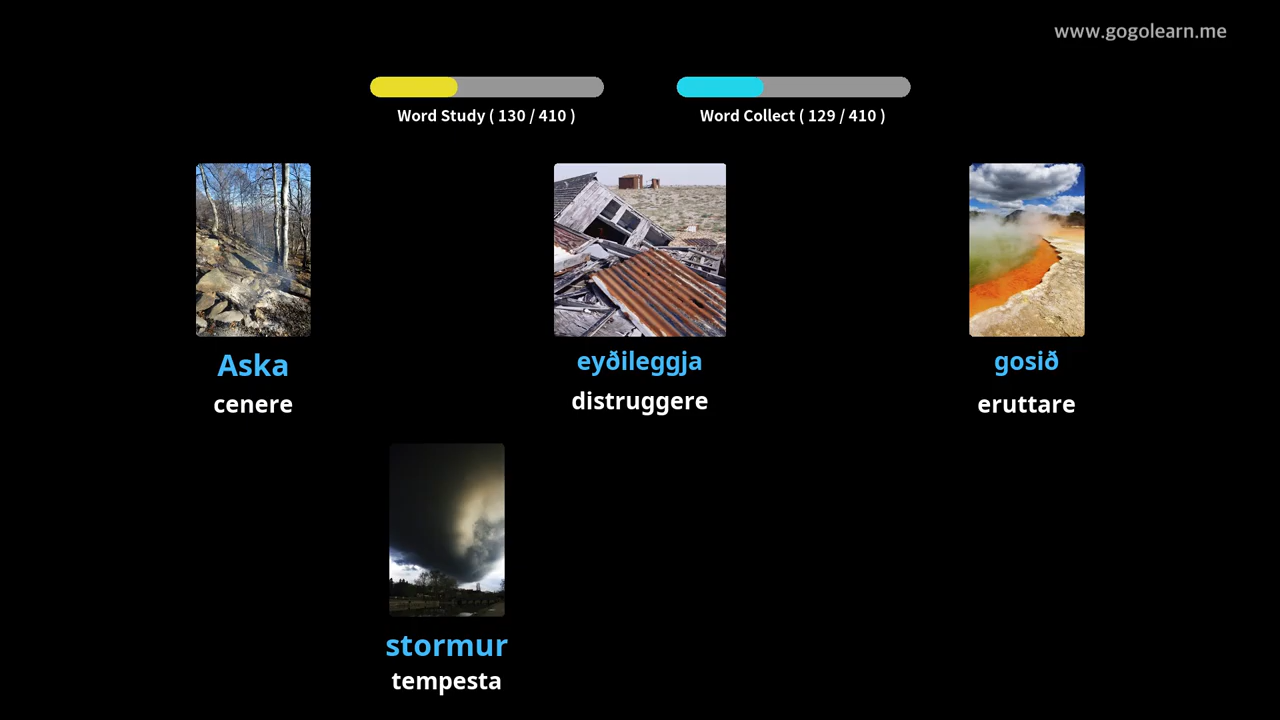 www.gogolearn.me
Word Study ( 130 / 410 )
Word Collect ( 129 / 410 )
Aska
cenere
eyðileggja
distruggere
gosið
eruttare
stormur
tempesta